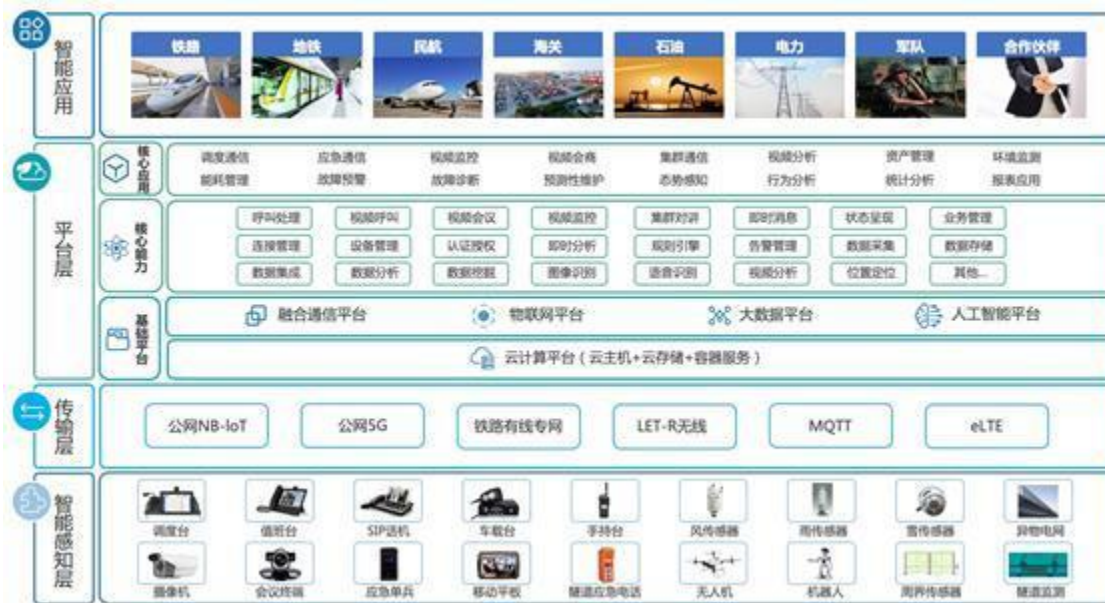 智能应用
铁路 地铁 民航 海关 石油 电力 军队 合作伙伴
平台层
核心应用
调度通信 应急通信 视频监控 视频会商 集群通信 视频分析 资产管理 环境监测
能耗管理 故障预警 故障诊断 预测性维护 态势感知 行为分析 统计分析 报表应用
核心能力
呼叫处理 视频呼叫 视频会议 视频监控 集群对讲 即时消息 状态呈现 业务管理
连接管理 设备管理 认证授权 即时分析 规则引擎 告警管理 数据采集 数据存储
数据集成 数据分析 数据挖掘 图像识别 语音识别 视频分析 位置定位 其他...
基础平台
融合通信平台 物联网平台 大数据平台 人工智能平台
云计算平台（云主机+云存储+容器服务）
传输层
公网NB-IoT 公网5G 铁路有线专网 LET-R无线 MQTT eLTE
智能感知层
调度台 值班台 SIP话机 车载台 手持台 风传感器 雨传感器 雪传感器 异物电网
摄像机 会议终端 应急单兵 移动平板 隧道应急电话 无人机 机器人 周界传感器 隧道监测